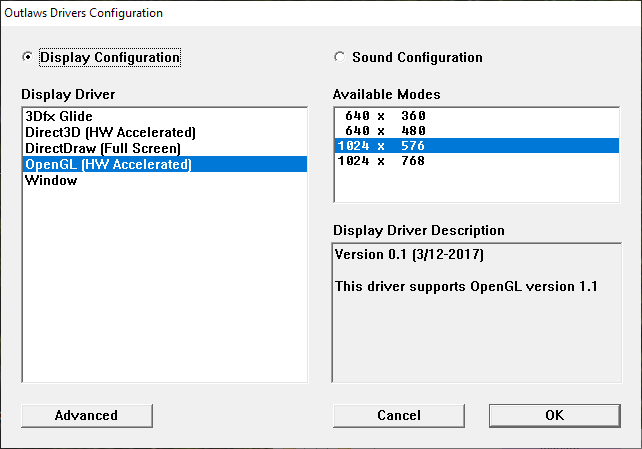 Outlaws Drivers Configuration
Display Configuration
Sound Configuration
Display Driver
3Dfx Glide
Direct3D (HW Accelerated)
DirectDraw (Full Screen)
OpenGL (HW Accelerated)
Window
Available Modes
640 x 360
640 x 480
1024 x 576
1024 x 768
Display Driver Description
Version 0.1 (3/12-2017)
This driver supports OpenGL version 1.1
Advanced
Cancel
OK